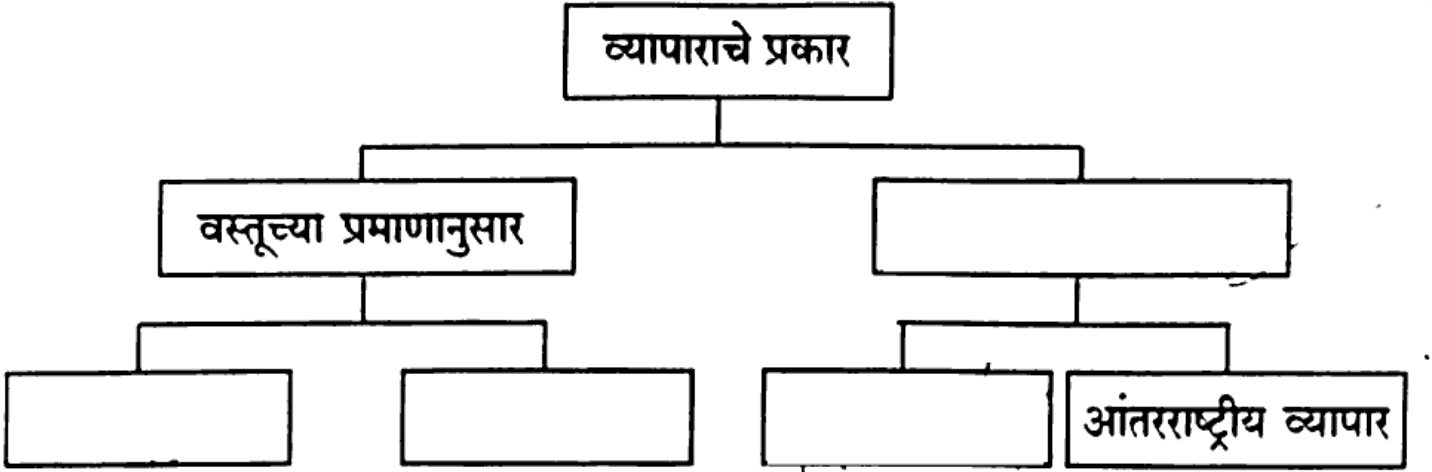 व्यापाराचे प्रकार
वस्तूच्या प्रमाणानुसार
आंतरराष्ट्रीय व्यापार